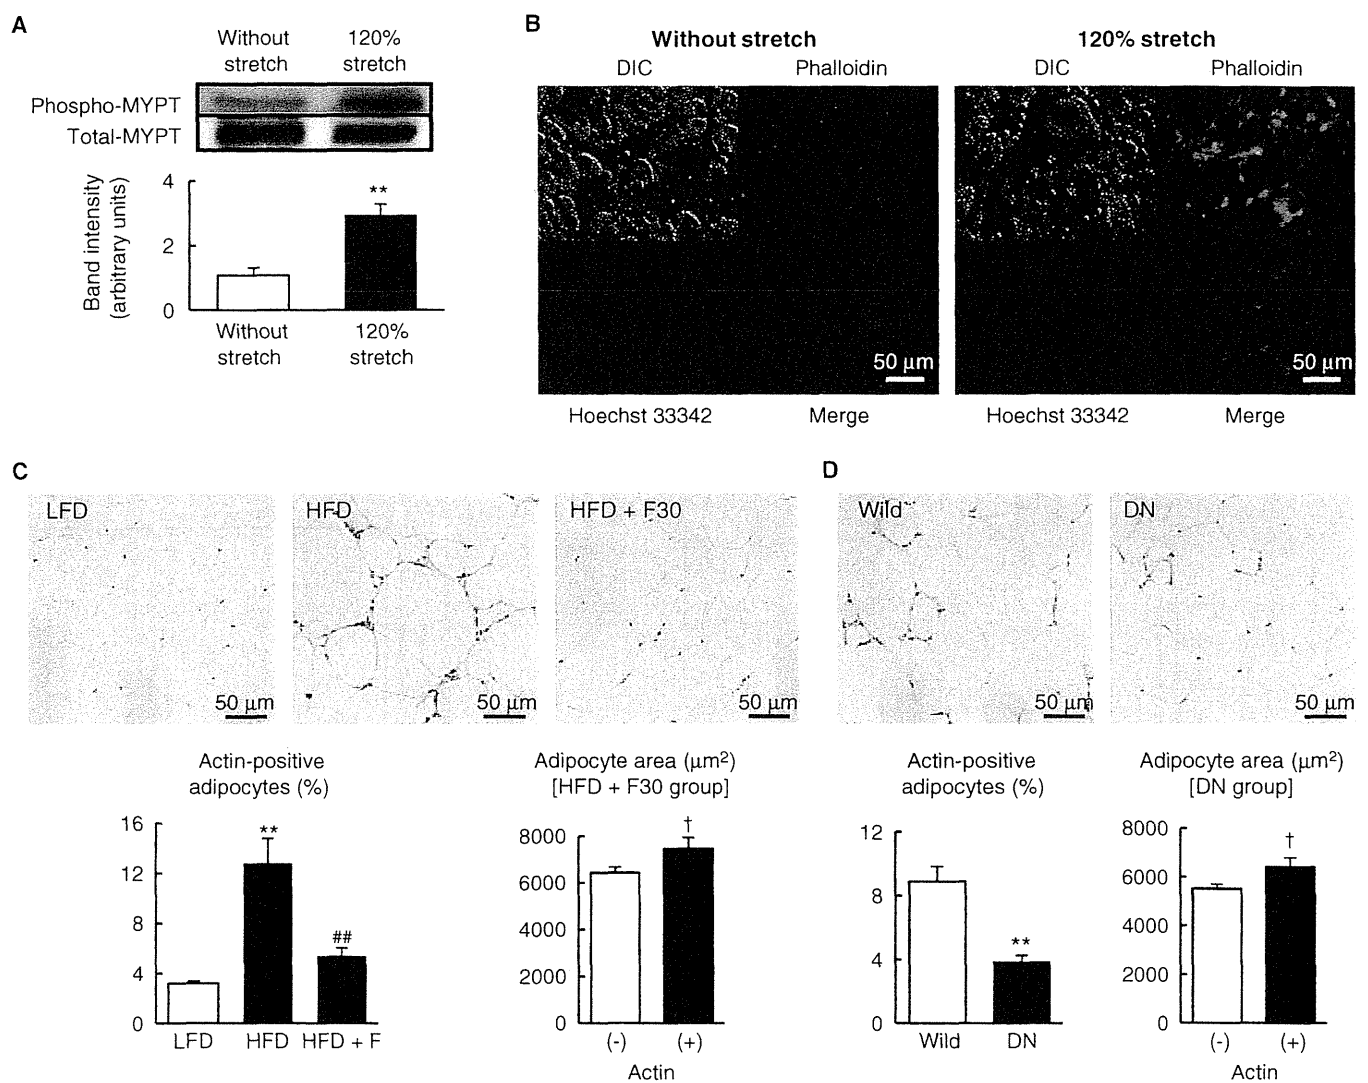 A
Without stretch
120% stretch
Phospho-MYPT
Total-MYPT
Band intensity (arbitrary units)
4
2
0
**
Without stretch
120% stretch
B
Without stretch
120% stretch
DIC
Phalloidin
DIC
Phalloidin
50 µm
50 µm
Hoechst 33342
Merge
Hoechst 33342
Merge
C
LFD
HFD
HFD + F30
50 µm
50 µm
50 µm
Actin-positive adipocytes (%)
16
12
8
4
0
**
##
LFD
HFD
HFD + F
Adipocyte area (µm²)
[HFD + F30 group]
8000
6000
4000
2000
0
†
(-)
(+)
Actin
D
Wild
DN
50 µm
50 µm
Actin-positive adipocytes (%)
12
8
4
0
**
Wild
DN
Adipocyte area (µm²)
[DN group]
8000
6000
4000
2000
0
†
(-)
(+)
Actin